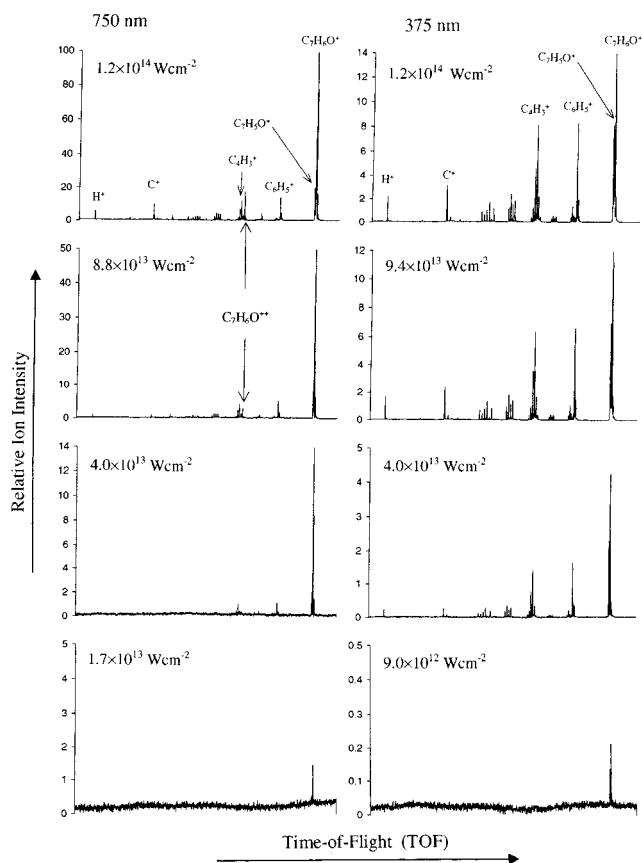 750 nm
375 nm
1.2×10¹⁴ Wcm⁻²
C₇H₆O⁺
C₇H₅O⁺
C₄H₃⁺
C₆H₅⁺
H⁺
C⁺
100
80
60
40
20
0
1.2×10¹⁴ Wcm⁻²
C₇H₆O⁺
C₇H₅O⁺
C₄H₃⁺
C₆H₅⁺
H⁺
C⁺
14
12
10
8
6
4
2
0
8.8×10¹³ Wcm⁻²
C₇H₆O⁺⁺
50
40
30
20
10
0
9.4×10¹³ Wcm⁻²
12
10
8
6
4
2
0
4.0×10¹³ Wcm⁻²
14
12
10
8
6
4
2
0
4.0×10¹³ Wcm⁻²
5
4
3
2
1
0
1.7×10¹³ Wcm⁻²
5
4
3
2
1
0
9.0×10¹² Wcm⁻²
0.5
0.4
0.3
0.2
0.1
0
Relative Ion Intensity
Time-of-Flight (TOF)